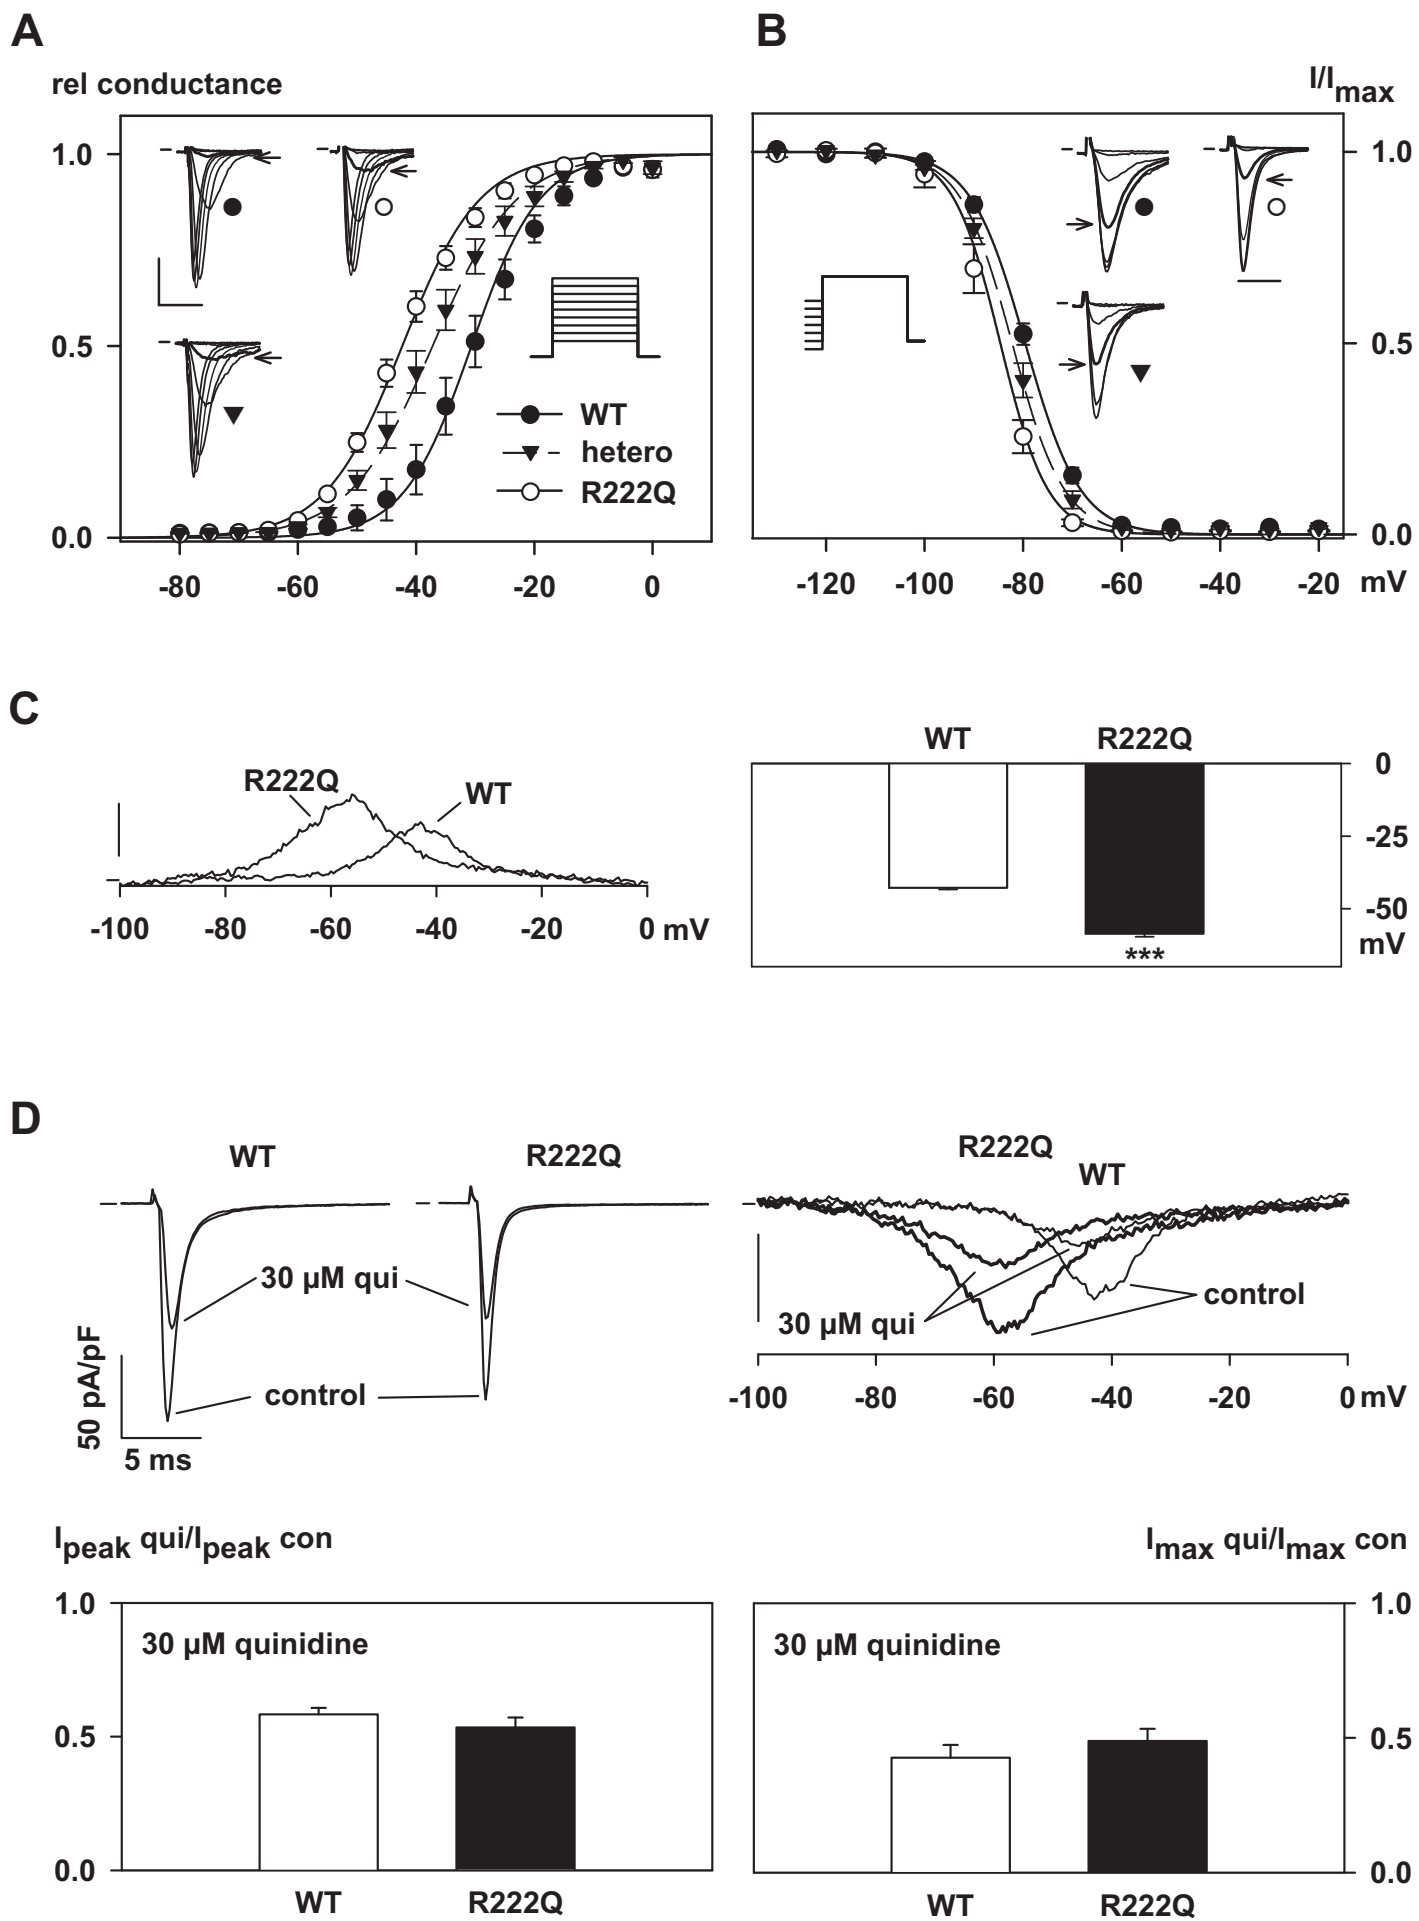 A
B
rel conductance
I/Imax
1.0
0.5
0.0
WT
hetero
R222Q
-80
-60
-40
-20
0
1.0
0.5
0.0
-120
-100
-80
-60
-40
-20
mV
C
R222Q
WT
-100
-80
-60
-40
-20
0 mV
WT
R222Q
0
-25
-50
mV
***
D
WT
R222Q
30 µM qui
control
50 pA/pF
5 ms
R222Q
WT
30 µM qui
control
-100
-80
-60
-40
-20
0 mV
Ipeak qui/Ipeak con
1.0
0.5
0.0
30 µM quinidine
WT
R222Q
Imax qui/Imax con
30 µM quinidine
1.0
0.5
0.0
WT
R222Q